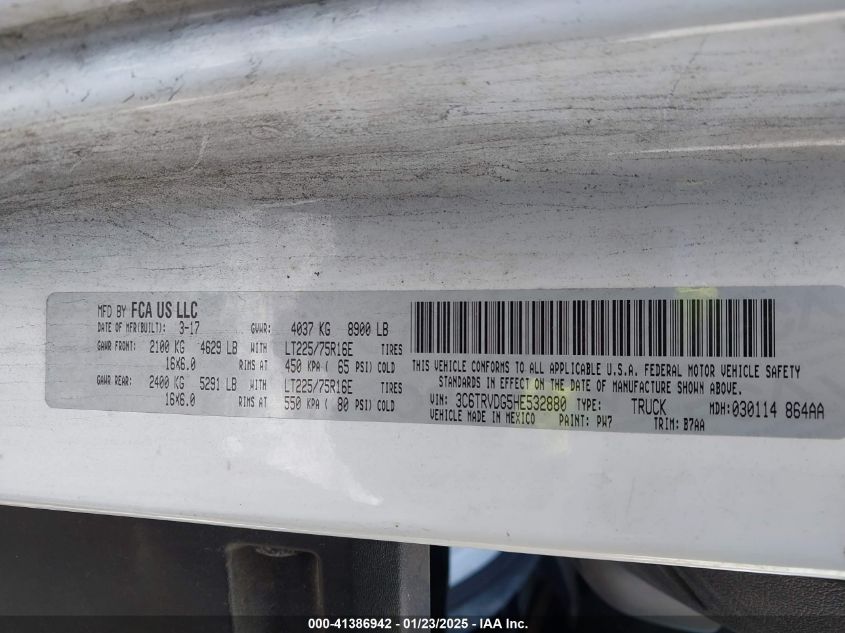 MFD BY FCA US LLC
DATE OF MFR(BUILT): 3-17 GVWR: 4037 KG 8900 LB
GAWR FRONT: 2100 KG 4629 LB WITH LT225/75R16E TIRES
16X6.0 RIMS AT 450 KPA ( 65 PSI) COLD
GAWR REAR: 2400 KG 5291 LB WITH LT225/75R16E TIRES
16X6.0 RIMS AT 550 KPA ( 80 PSI) COLD
THIS VEHICLE CONFORMS TO ALL APPLICABLE U.S.A. FEDERAL MOTOR VEHICLE SAFETY
STANDARDS IN EFFECT ON THE DATE OF MANUFACTURE SHOWN ABOVE.
VIN: 3C6TRVDG5HE532880 TYPE: TRUCK MDH:030114 864AA
VEHICLE MADE IN MEXICO PAINT: PW7 TRIM: B7AA
000-41386942 - 01/23/2025 - IAA Inc.